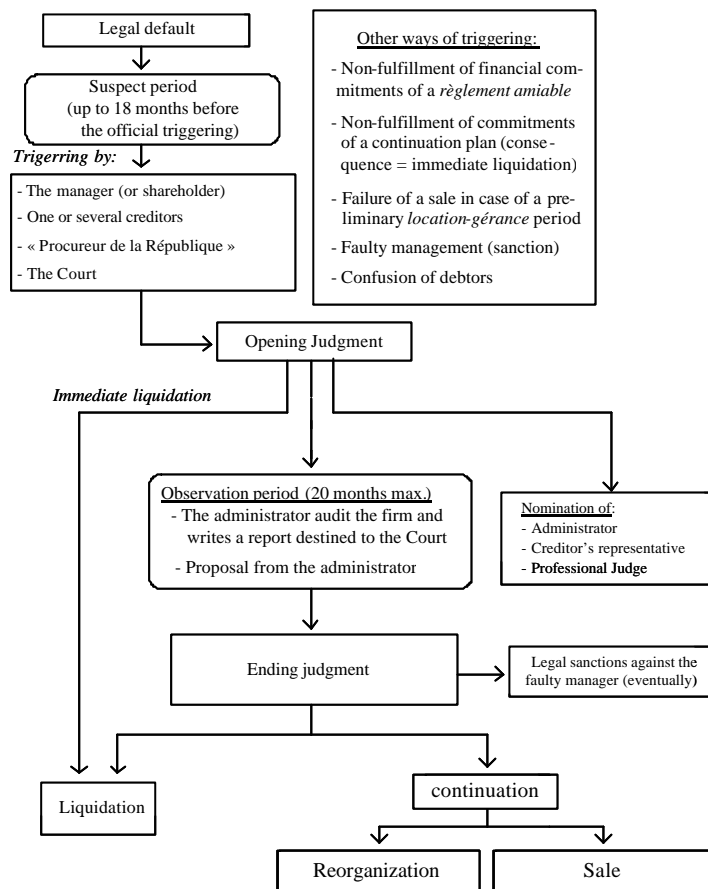 Legal default
Suspect period
(up to 18 months before
the official triggering)
Trigerring by:
- The manager (or shareholder)
- One or several creditors
- « Procureur de la République »
- The Court
Other ways of triggering:
- Non-fulfillment of financial com-
mitments of a règlement amiable
- Non-fulfillment of commitments
of a continuation plan (conse-
quence = immediate liquidation)
- Failure of a sale in case of a pre-
liminary location-gérance period
- Faulty management (sanction)
- Confusion of debtors
Opening Judgment
Immediate liquidation
Observation period (20 months max.)
- The administrator audit the firm and
writes a report destined to the Court
- Proposal from the administrator
Nomination of:
- Administrator
- Creditor's representative
- Professional Judge
Ending judgment
Legal sanctions against the
faulty manager (eventually)
Liquidation
continuation
Reorganization
Sale